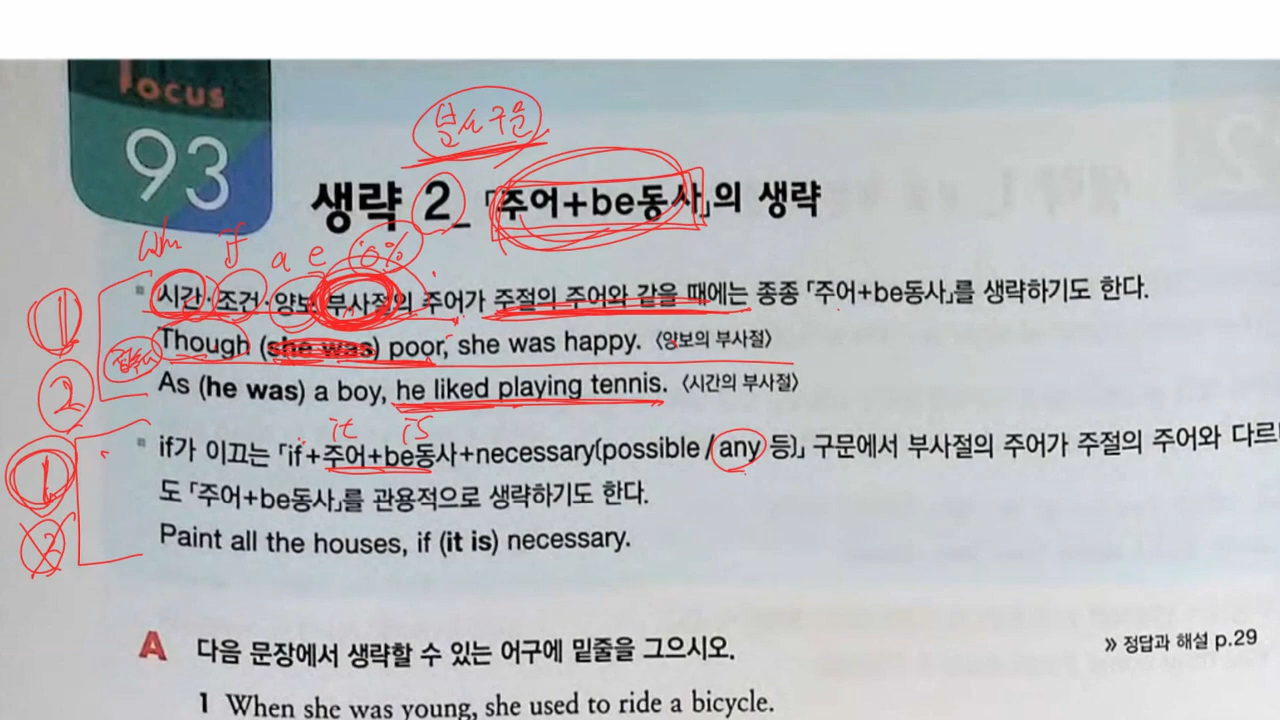 Focus
93
분사구문
생략 2_「주어+be동사」의 생략
wh if a e 6%
1 시간·조건·양보 부사절의 주어가 주절의 주어와 같을 때에는 종종 「주어+be동사」를 생략하기도 한다.
Though (she was) poor, she was happy. 〈양보의 부사절〉
2 As (he was) a boy, he liked playing tennis. 〈시간의 부사절〉
it is
1 if가 이끄는 「if+주어+be동사+necessary(possible / any 등)」 구문에서 부사절의 주어가 주절의 주어와 다르
도 「주어+be동사」를 관용적으로 생략하기도 한다.
2 Paint all the houses, if (it is) necessary.
A 다음 문장에서 생략할 수 있는 어구에 밑줄을 그으시오.
» 정답과 해설 p.29
1 When she was young, she used to ride a bicycle.